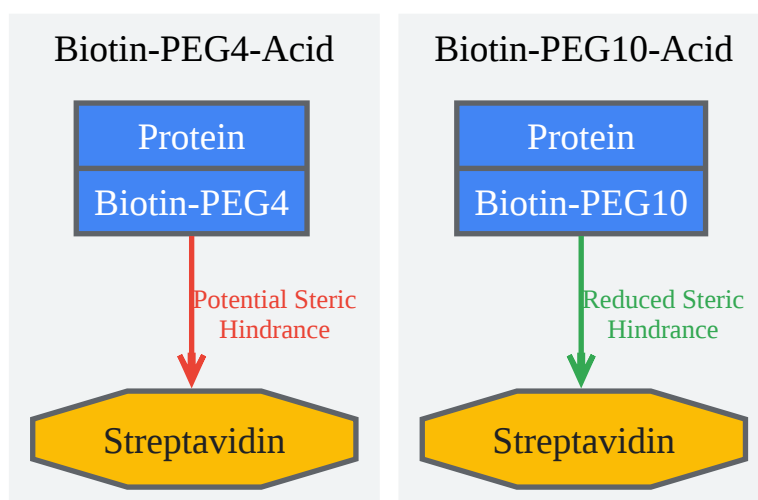 Biotin-PEG4-Acid
Protein
Biotin-PEG4
Potential Steric
Hindrance
Streptavidin
Biotin-PEG10-Acid
Protein
Biotin-PEG10
Reduced Steric
Hindrance
Streptavidin